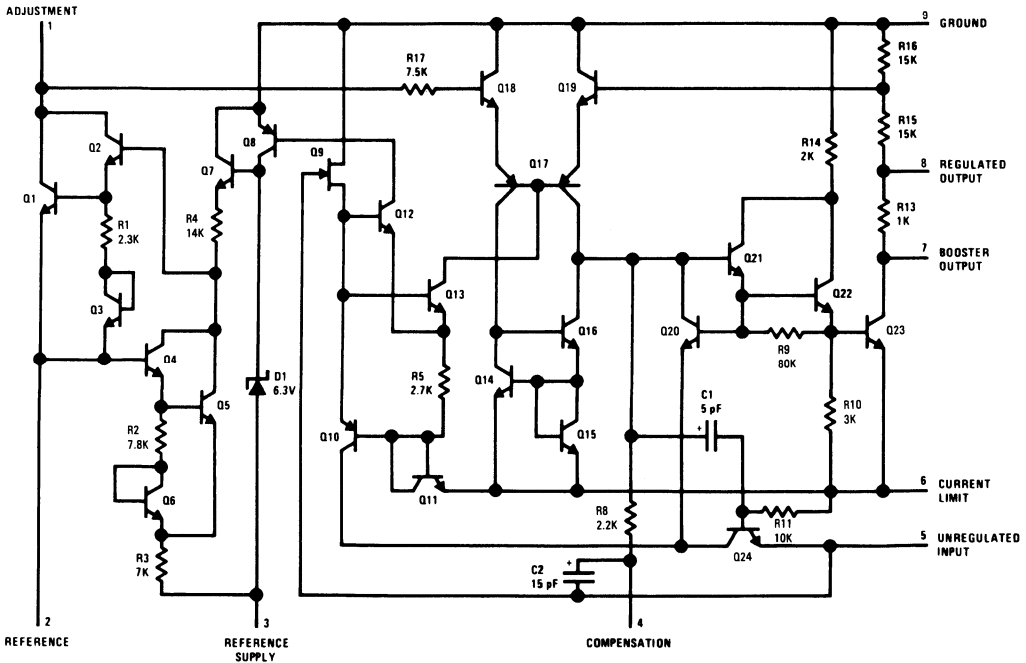 ADJUSTMENT
1
9 GROUND
R17
7.5K
R16
15K
Q18
Q19
Q2
Q8
Q7
Q9
Q17
R14
2K
R15
15K
8 REGULATED
OUTPUT
Q1
R4
14K
Q12
R13
1K
R1
2.3K
7 BOOSTER
OUTPUT
Q21
Q13
Q22
Q3
Q16
Q20
Q23
R9
80K
Q4
D1
6.3V
R5
2.7K
Q14
Q5
C1
5 pF
+
R10
3K
R2
7.8K
Q10
Q15
Q6
Q11
6 CURRENT
LIMIT
R8
2.2K
R11
10K
5 UNREGULATED
INPUT
R3
7K
Q24
C2
15 pF
+
2
REFERENCE
3
REFERENCE
SUPPLY
4
COMPENSATION